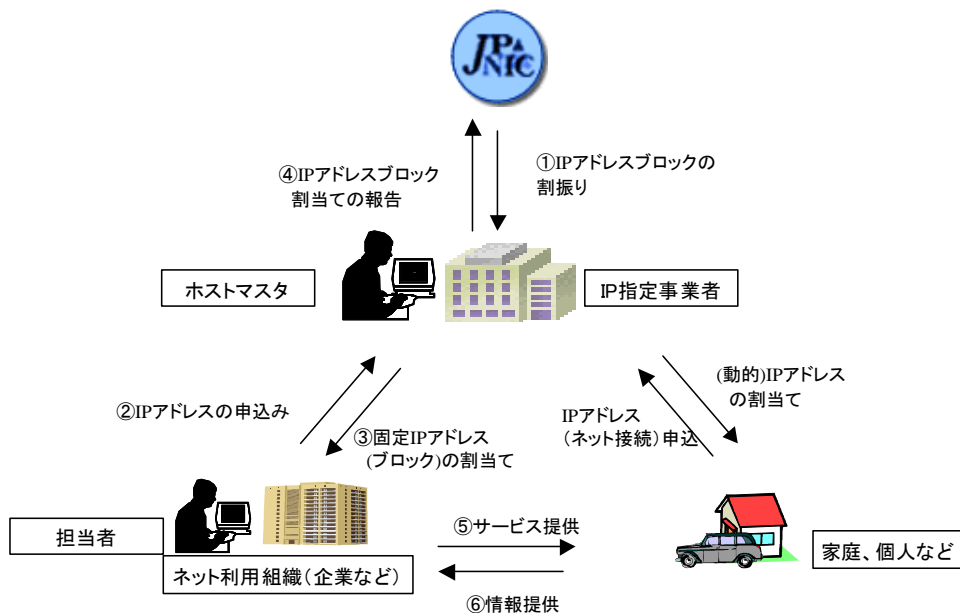 JPNIC
④IPアドレスブロック
割当ての報告
①IPアドレスブロックの
割振り
ホストマスタ
IP指定事業者
②IPアドレスの申込み
③固定IPアドレス
(ブロック)の割当て
IPアドレス
(ネット接続)申込
(動的)IPアドレス
の割当て
担当者
ネット利用組織(企業など)
⑤サービス提供
⑥情報提供
家庭、個人など